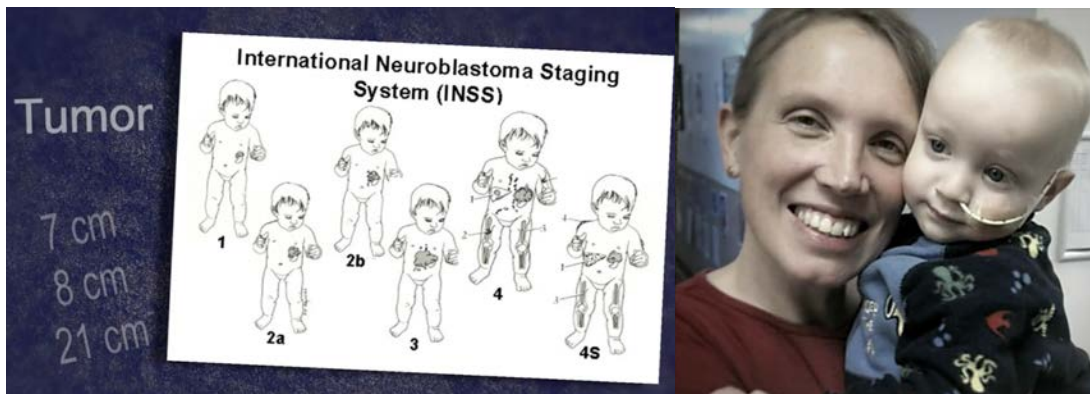 International Neuroblastoma Staging
System (INSS)
Tumor
7 cm
8 cm
21 cm
1
2a
2b
3
4
4S